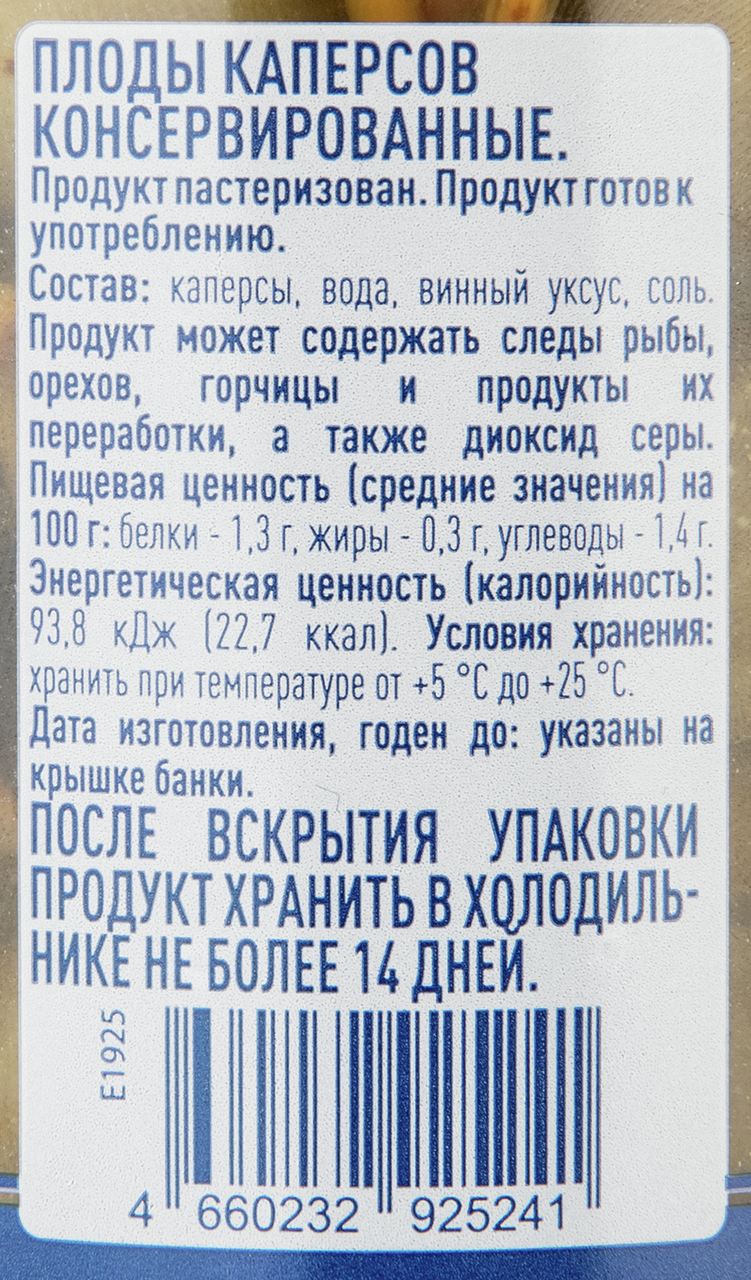 ПЛОДЫ КАПЕРСОВ
КОНСЕРВИРОВАННЫЕ.
Продукт пастеризован. Продукт готов к
употреблению.
Состав: каперсы, вода, винный уксус, соль.
Продукт может содержать следы рыбы,
орехов, горчицы и продукты их
переработки, а также диоксид серы.
Пищевая ценность (средние значения) на
100 г: белки - 1,3 г, жиры - 0,3 г, углеводы - 1,4 г.
Энергетическая ценность (калорийность):
93,8 кДж (22,7 ккал). Условия хранения:
хранить при температуре от +5 °С до +25 °С.
Дата изготовления, годен до: указаны на
крышке банки.
ПОСЛЕ ВСКРЫТИЯ УПАКОВКИ
ПРОДУКТ ХРАНИТЬ В ХОЛОДИЛЬ-
НИКЕ НЕ БОЛЕЕ 14 ДНЕЙ.
E1925
4 660232 925241